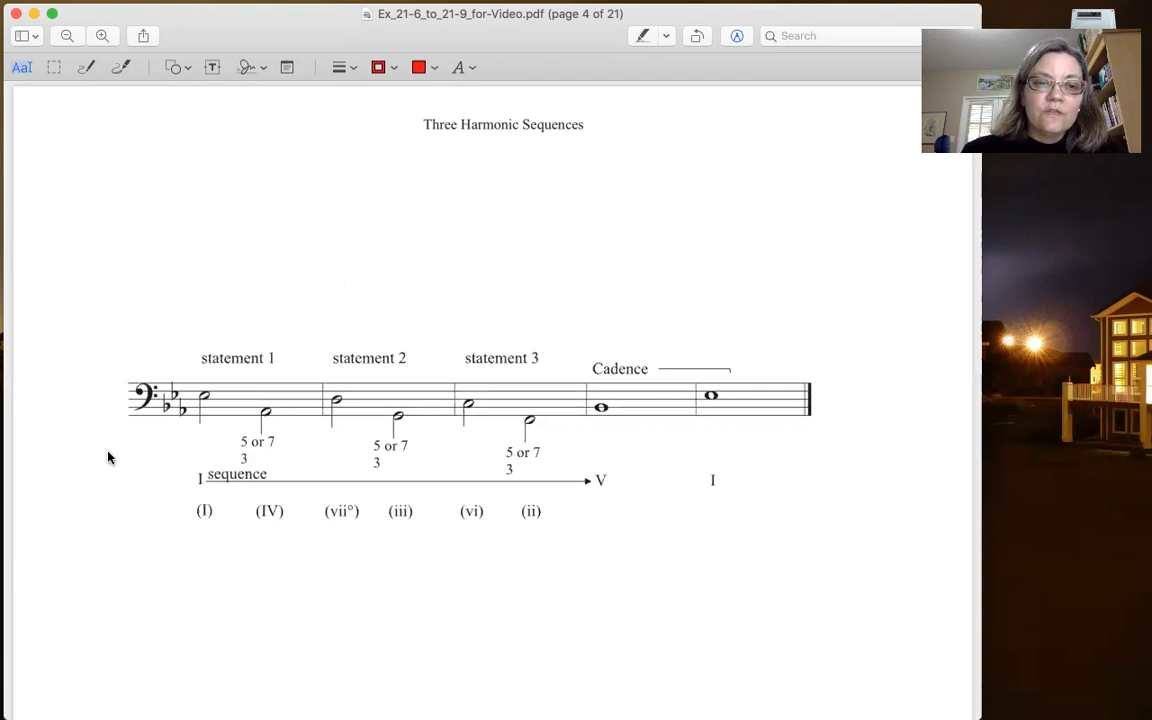 Ex_21-6_to_21-9_for-Video.pdf (page 4 of 21)
Search
AaI
Three Harmonic Sequences
statement 1 statement 2 statement 3 Cadence
5 or 7 5 or 7 5 or 7
3 3 3
I sequence V I
(I) (IV) (vii°) (iii) (vi) (ii)